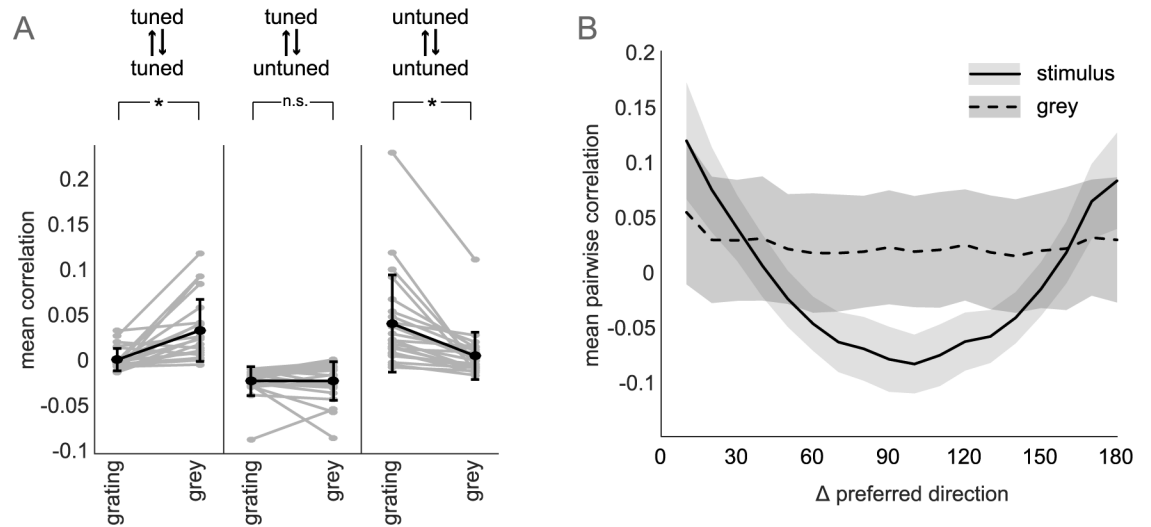 A
tuned
tuned
*
tuned
untuned
n.s.
untuned
untuned
*
mean correlation
0.2
0.15
0.1
0.05
0
-0.05
-0.1
grating
grey
grating
grey
grating
grey
B
mean pairwise correlation
0.2
0.15
0.1
0.05
0
-0.05
-0.1
stimulus
grey
0 30 60 90 120 150 180
Δ preferred direction